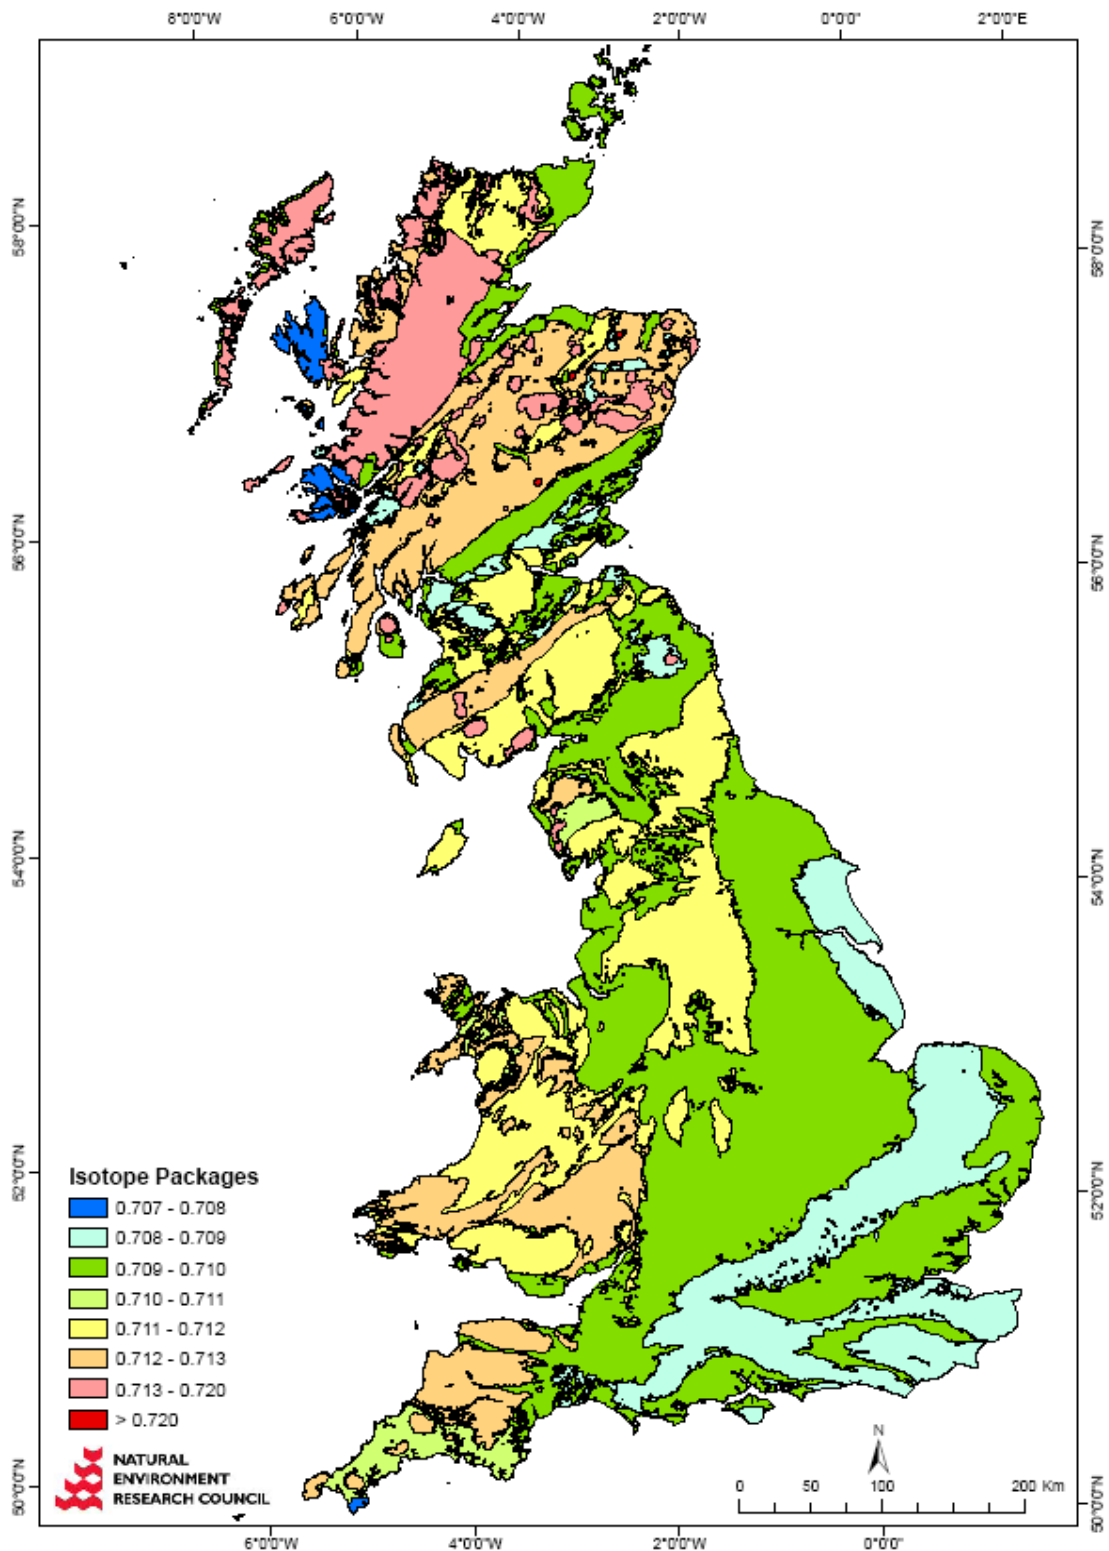 8°0'0"W 6°0'0"W 4°0'0"W 2°0'0"W 0°0'0" 2°0'0"E
58°0'0"N
58°0'0"N
56°0'0"N
56°0'0"N
54°0'0"N
54°0'0"N
52°0'0"N
52°0'0"N
Isotope Packages
0.707 - 0.708
0.708 - 0.709
0.709 - 0.710
0.710 - 0.711
0.711 - 0.712
0.712 - 0.713
0.713 - 0.720
> 0.720
NATURAL
ENVIRONMENT
RESEARCH COUNCIL
N
0 50 100 200 Km
50°0'0"N
50°0'0"N
6°0'0"W 4°0'0"W 2°0'0"W 0°0'0"